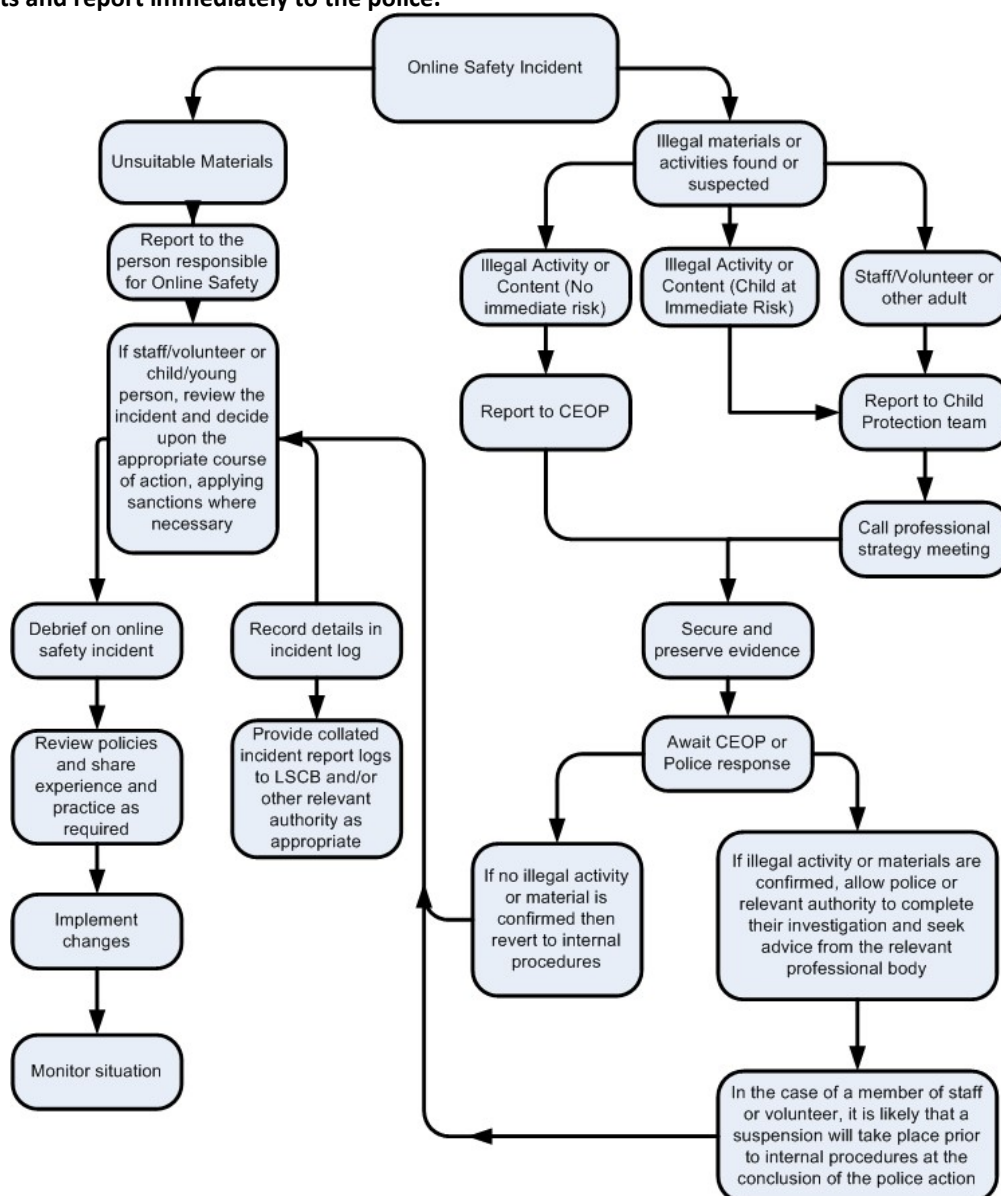 ts and report immediately to the police.
Online Safety Incident
Unsuitable Materials
Illegal materials or
activities found or
suspected
Report to the
person responsible
for Online Safety
Illegal Activity or
Content (No
immediate risk)
Illegal Activity or
Content (Child at
Immediate Risk)
Staff/Volunteer or
other adult
If staff/volunteer or
child/young
person, review the
incident and decide
upon the
appropriate course
of action, applying
sanctions where
necessary
Report to CEOP
Report to Child
Protection team
Call professional
strategy meeting
Debrief on online
safety incident
Record details in
incident log
Secure and
preserve evidence
Review policies
and share
experience and
practice as
required
Provide collated
incident report logs
to LSCB and/or
other relevant
authority as
appropriate
Await CEOP or
Police response
If no illegal activity
or material is
confirmed then
revert to internal
procedures
If illegal activity or materials are
confirmed, allow police or
relevant authority to complete
their investigation and seek
advice from the relevant
professional body
Implement
changes
Monitor situation
In the case of a member of staff
or volunteer, it is likely that a
suspension will take place prior
to internal procedures at the
conclusion of the police action